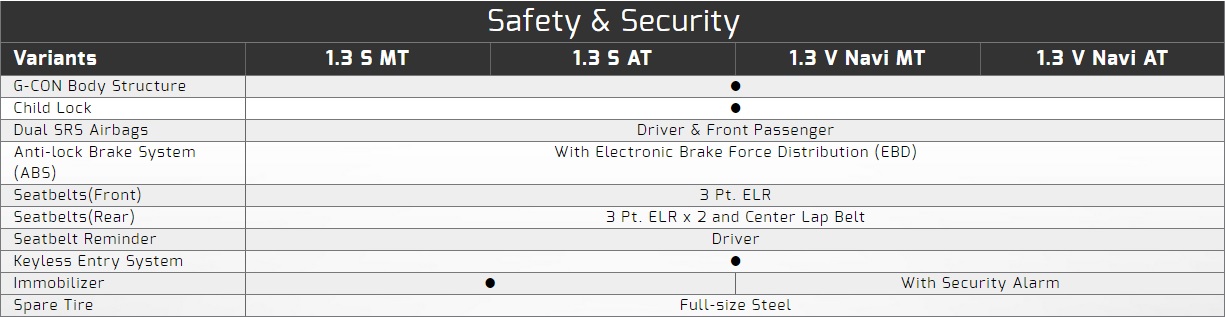 Safety & Security
Variants 1.3 S MT 1.3 S AT 1.3 V Navi MT 1.3 V Navi AT
G-CON Body Structure ●
Child Lock ●
Dual SRS Airbags Driver & Front Passenger
Anti-lock Brake System With Electronic Brake Force Distribution (EBD)
(ABS)
Seatbelts(Front) 3 Pt. ELR
Seatbelts(Rear) 3 Pt. ELR x 2 and Center Lap Belt
Seatbelt Reminder Driver
Keyless Entry System ●
Immobilizer ● With Security Alarm
Spare Tire Full-size Steel